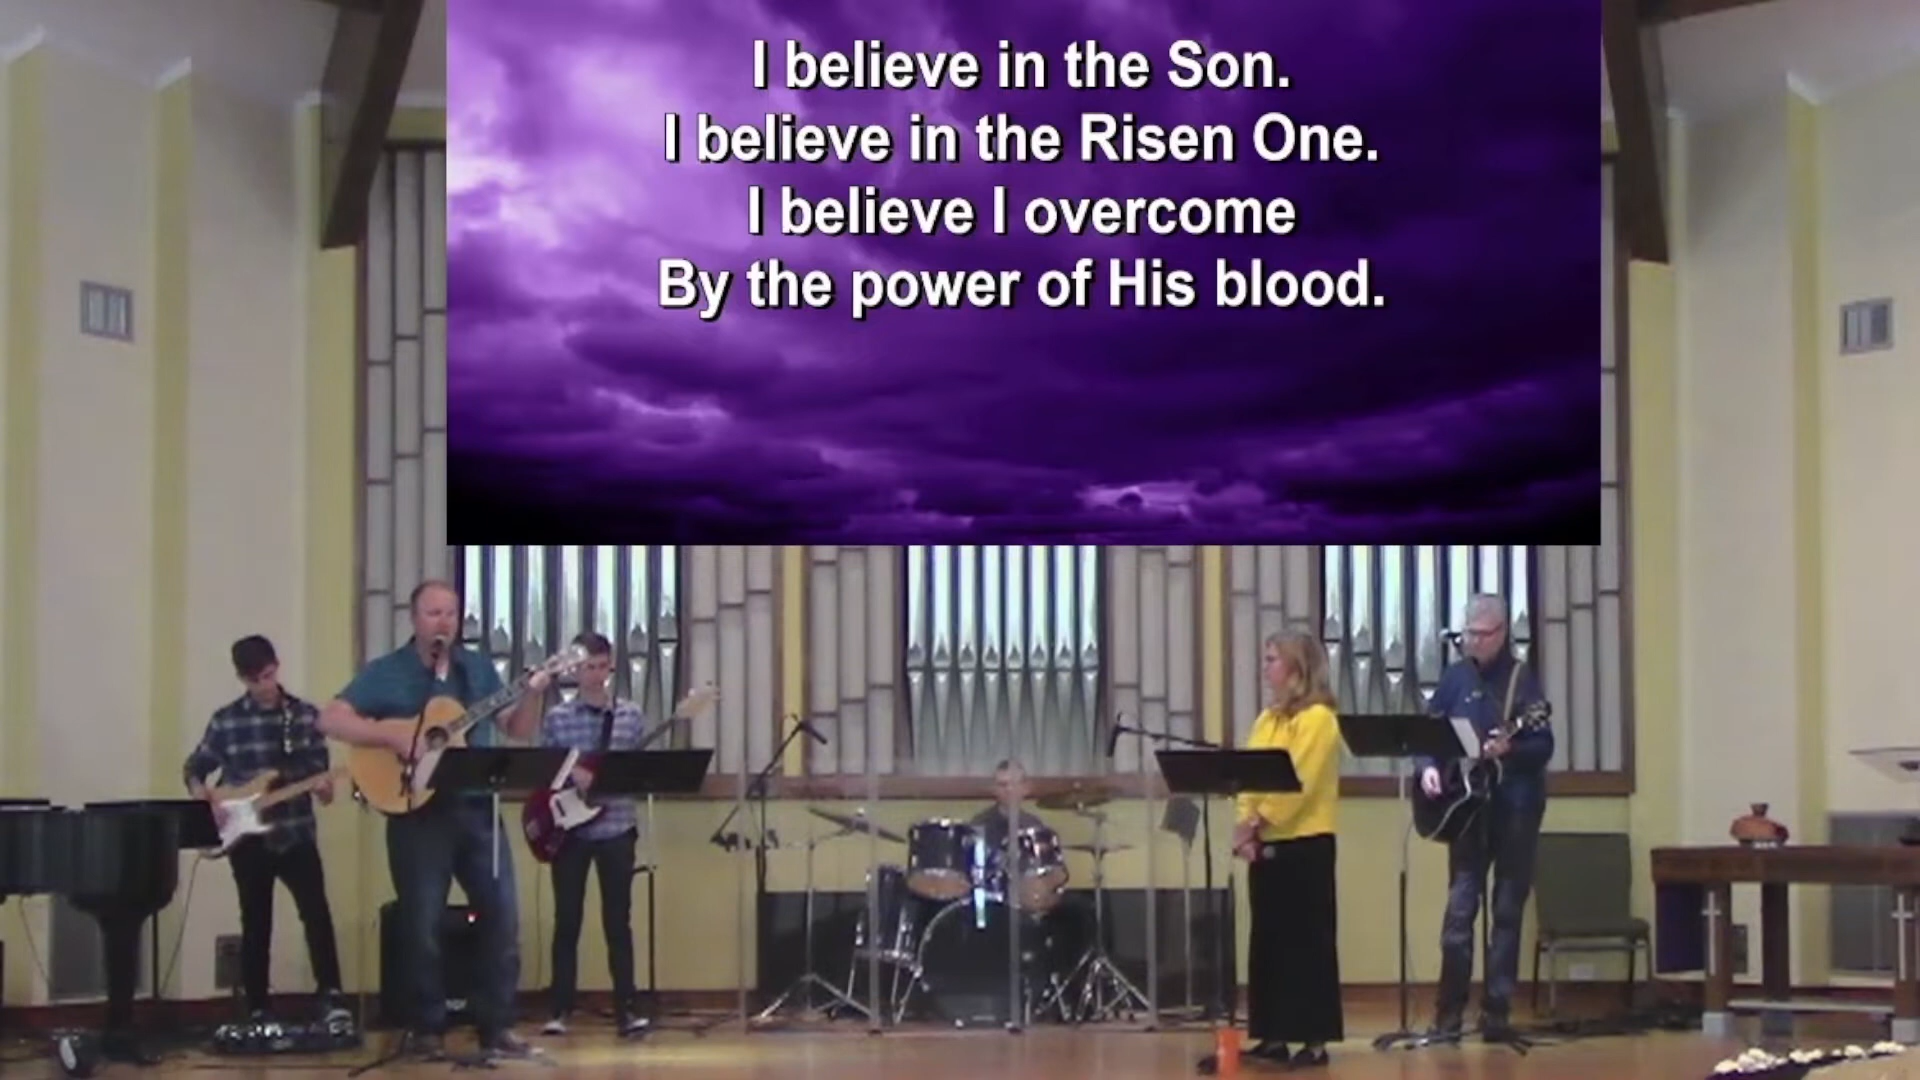 I believe in the Son.
I believe in the Risen One.
I believe I overcome
By the power of His blood.